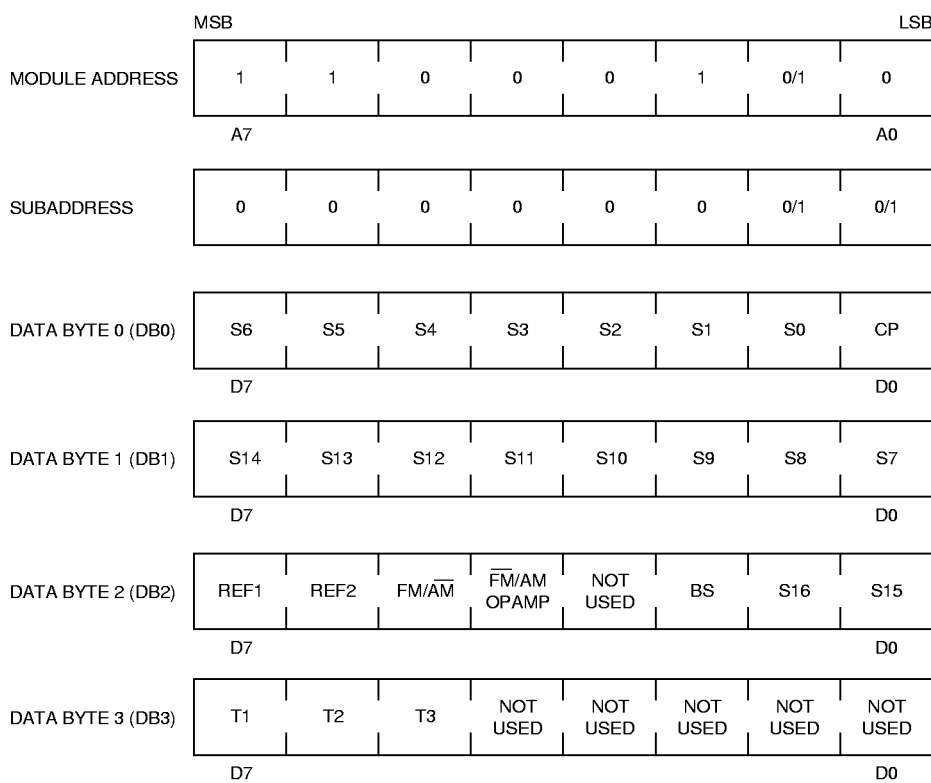 MSB LSB
MODULE ADDRESS 1 1 0 0 0 1 0/1 0
A7 A0
SUBADDRESS 0 0 0 0 0 0 0/1 0/1
DATA BYTE 0 (DB0) S6 S5 S4 S3 S2 S1 S0 CP
D7 D0
DATA BYTE 1 (DB1) S14 S13 S12 S11 S10 S9 S8 S7
D7 D0
DATA BYTE 2 (DB2) REF1 REF2 FM/A̅M̅ F̅M̅/AM OPAMP NOT USED BS S16 S15
D7 D0
DATA BYTE 3 (DB3) T1 T2 T3 NOT USED NOT USED NOT USED NOT USED NOT USED
D7 D0